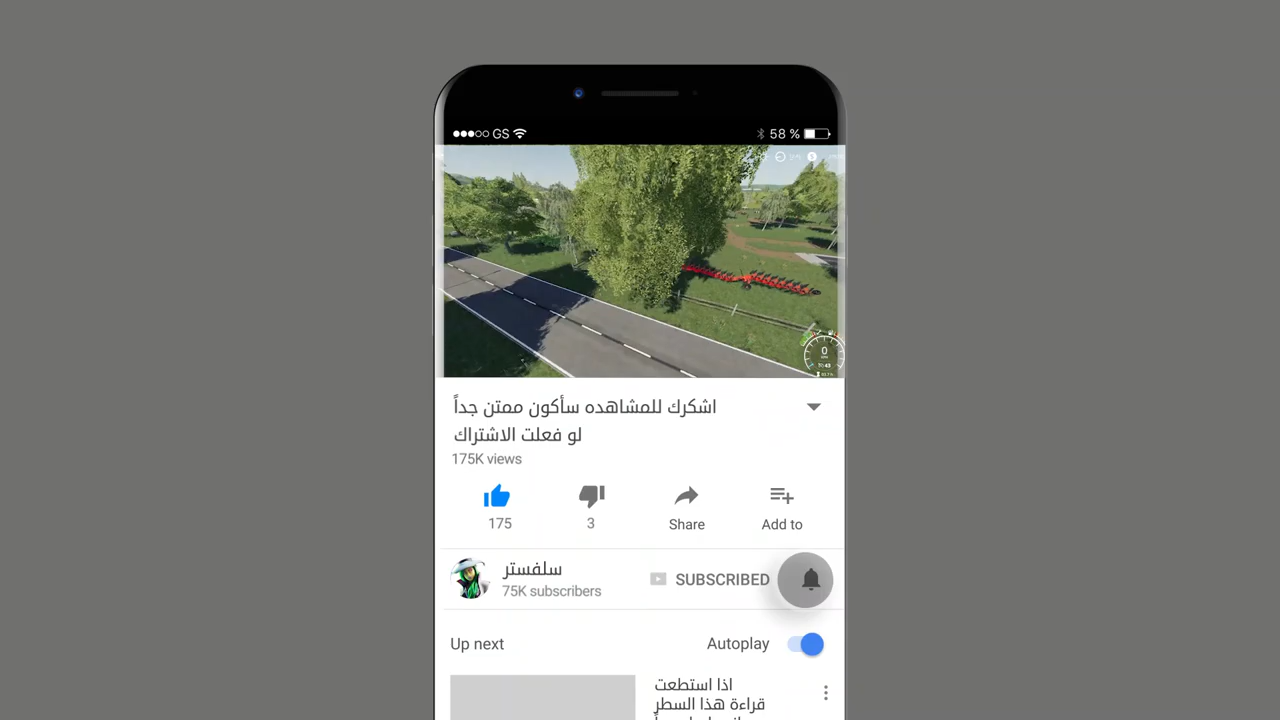 GS
58 %
0
اشكرك للمشاهده سأكون ممتن جداً
لو فعلت الاشتراك
175K views
175
3
Share
Add to
سلفستر
75K subscribers
SUBSCRIBED
Up next
Autoplay
اذا استطعت
قراءة هذا السطر